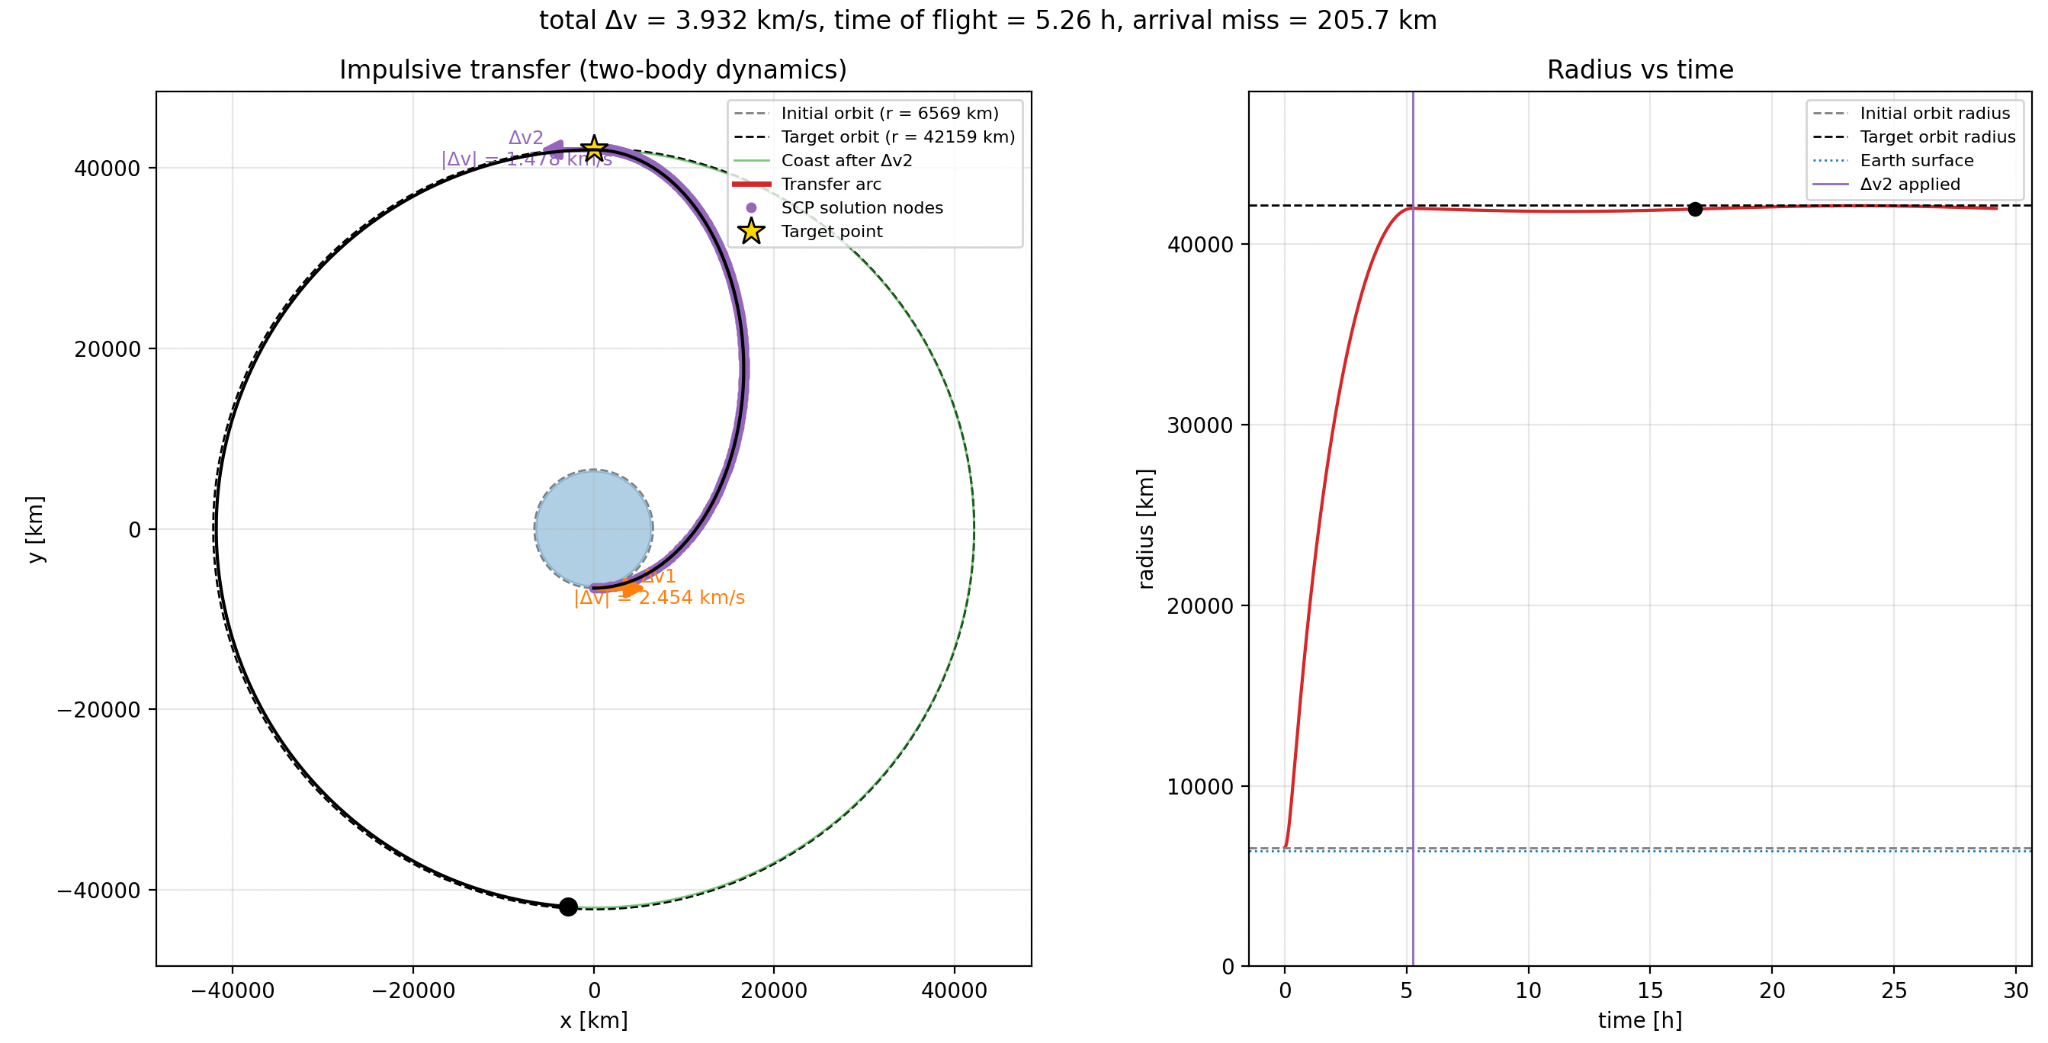 total Δv = 3.932 km/s, time of flight = 5.26 h, arrival miss = 205.7 km
Impulsive transfer (two-body dynamics)
Initial orbit (r = 6569 km)
Target orbit (r = 42159 km)
Coast after Δv2
Transfer arc
SCP solution nodes
Target point
Δv2
|Δv| = 1.478 km/s
Δv1
|Δv| = 2.454 km/s
40000
20000
0
−20000
−40000
y [km]
−40000
−20000
0
20000
40000
x [km]
Radius vs time
Initial orbit radius
Target orbit radius
Earth surface
Δv2 applied
40000
30000
20000
10000
0
radius [km]
0
5
10
15
20
25
30
time [h]